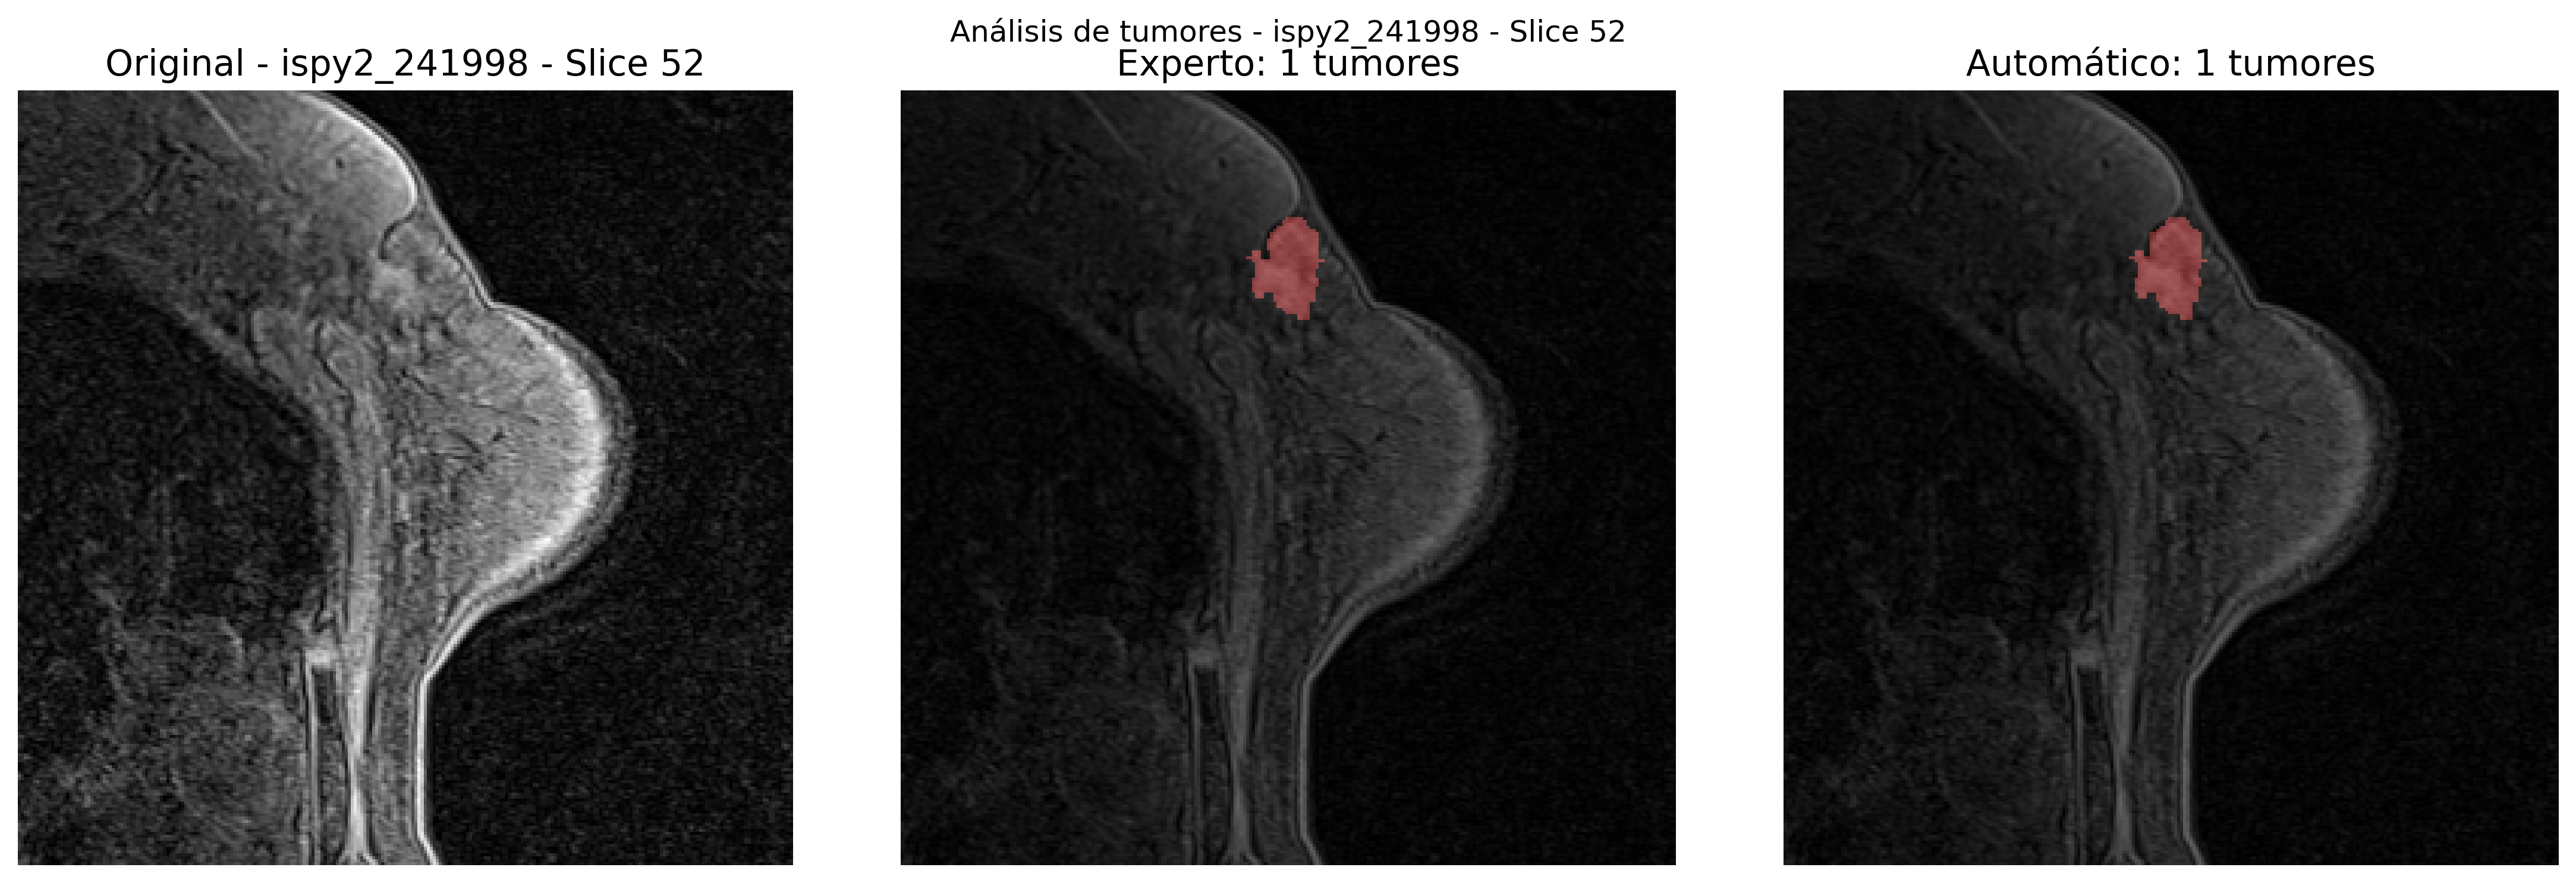 Análisis de tumores - ispy2_241998 - Slice 52
Original - ispy2_241998 - Slice 52
Experto: 1 tumores
Automático: 1 tumores